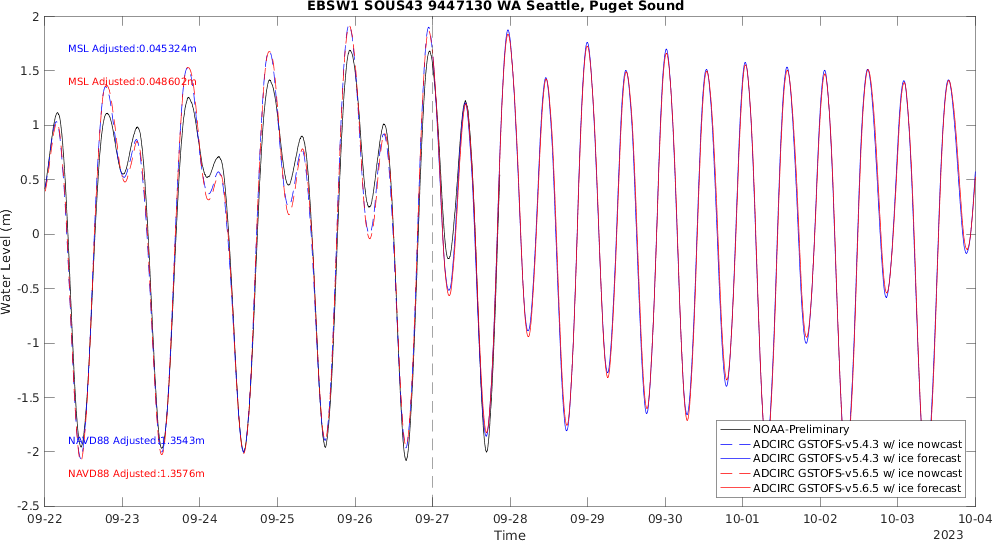 EBSW1 SOUS43 9447130 WA Seattle, Puget Sound
2
1.5
1
0.5
0
-0.5
-1
-1.5
-2
-2.5
Water Level (m)
MSL Adjusted:0.045324m
MSL Adjusted:0.048602m
NAVD88 Adjusted:1.3543m
NAVD88 Adjusted:1.3576m
NOAA-Preliminary
ADCIRC GSTOFS-v5.4.3 w/ ice nowcast
ADCIRC GSTOFS-v5.4.3 w/ ice forecast
ADCIRC GSTOFS-v5.6.5 w/ ice nowcast
ADCIRC GSTOFS-v5.6.5 w/ ice forecast
09-22 09-23 09-24 09-25 09-26 09-27 09-28 09-29 09-30 10-01 10-02 10-03 10-04
Time
2023